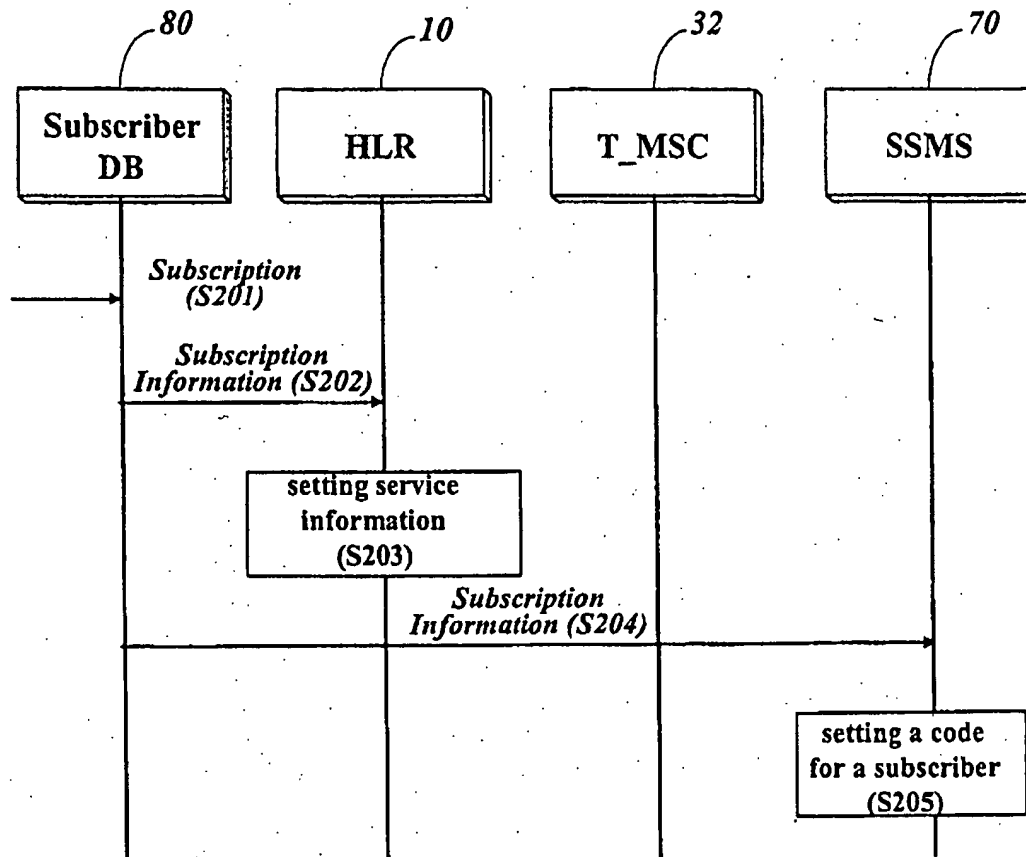 80
10
32
70
Subscriber
DB
HLR
T_MSC
SSMS
Subscription
(S201)
Subscription
Information (S202)
setting service
information
(S203)
Subscription
Information (S204)
setting a code
for a subscriber
(S205)